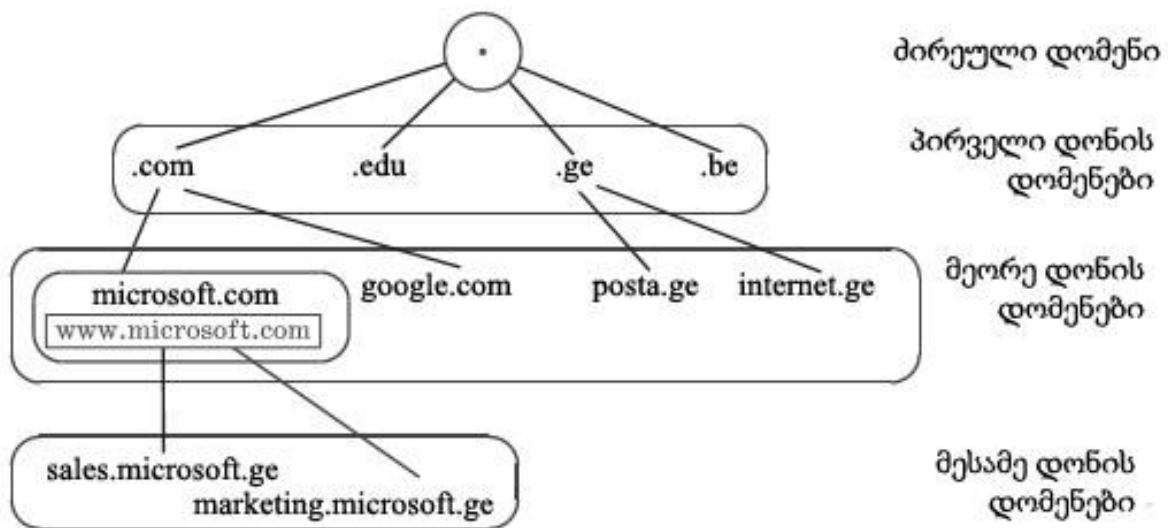 .
ძირეული დომენი
.com .edu .ge .be
პირველი დონის
დომენები
microsoft.com google.com posta.ge internet.ge
www.microsoft.com
მეორე დონის
დომენები
sales.microsoft.ge
marketing.microsoft.ge
მესამე დონის
დომენები